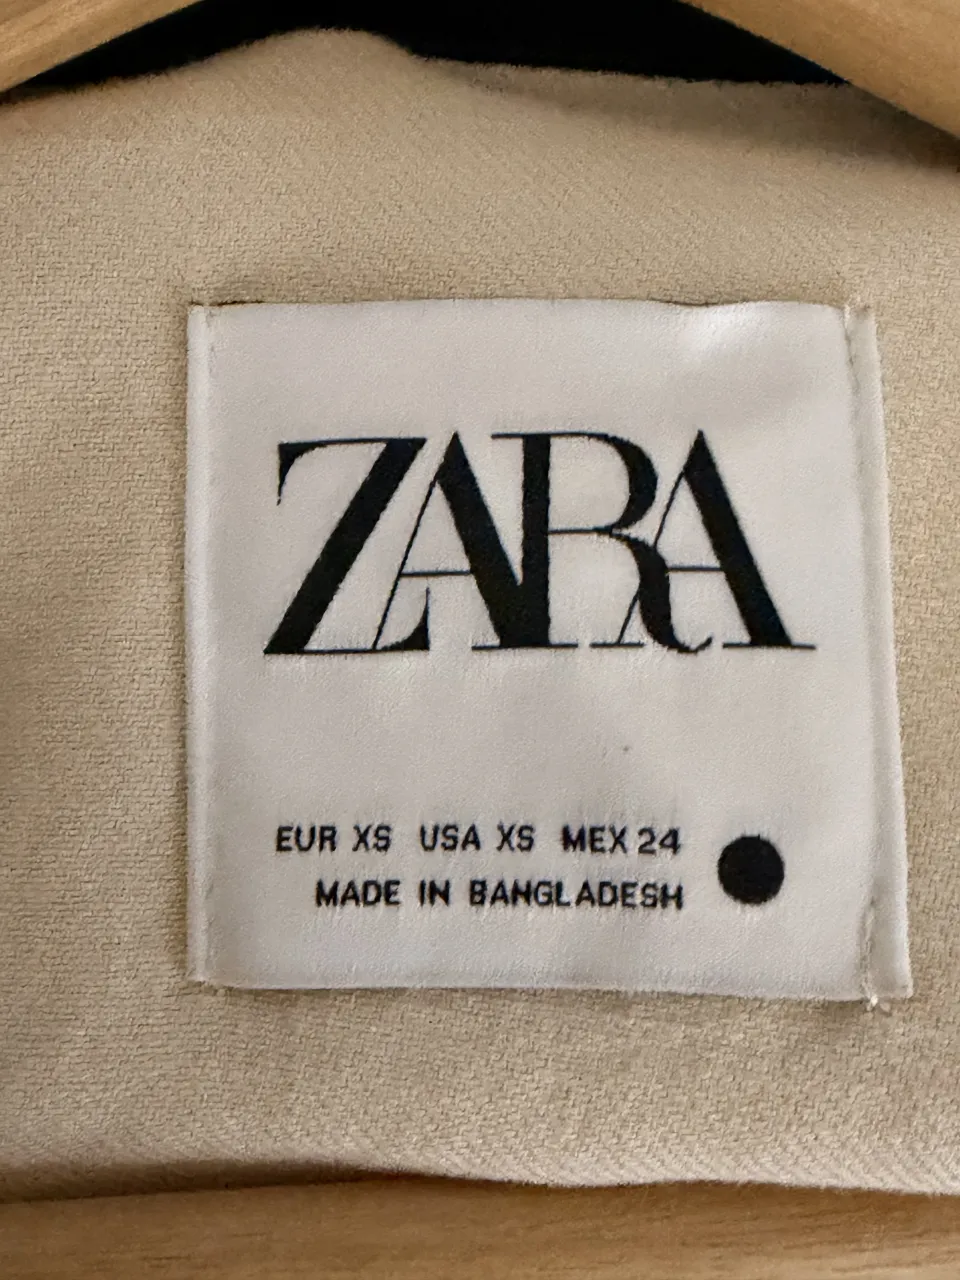 ZARA
EUR XS USA XS MEX 24
MADE IN BANGLADESH